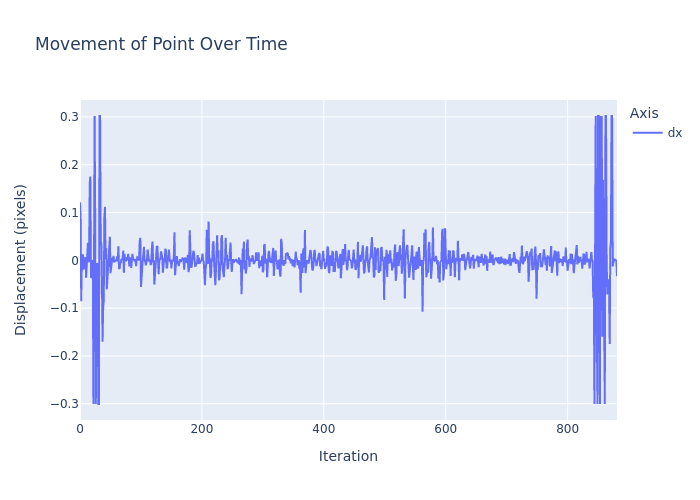 Movement of Point Over Time
Axis
dx
Displacement (pixels)
0.3
0.2
0.1
0
−0.1
−0.2
−0.3
0
200
400
600
800
Iteration